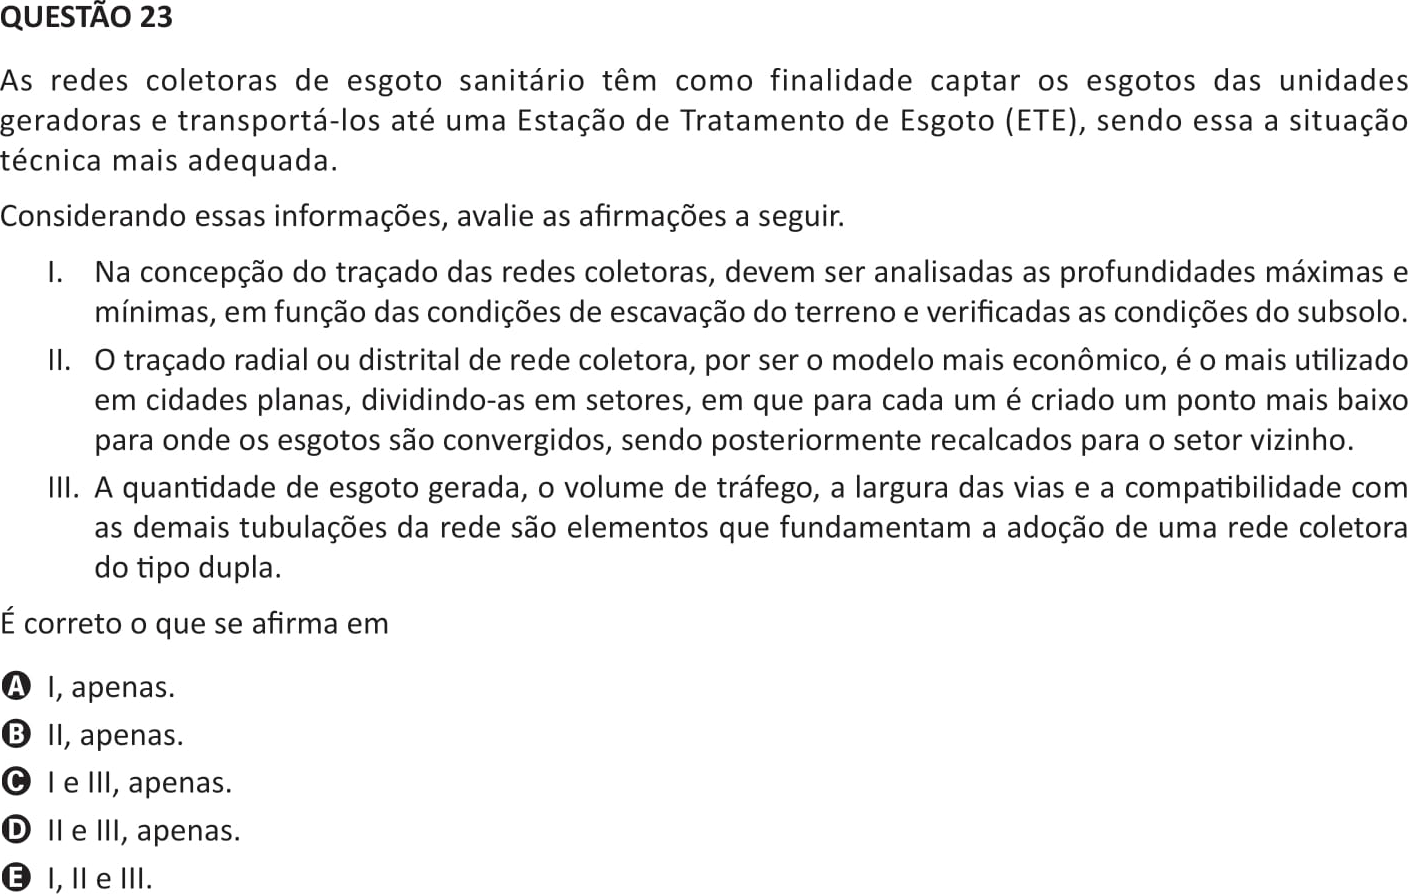 QUESTÃO 23
As redes coletoras de esgoto sanitário têm como finalidade captar os esgotos das unidades
geradoras e transportá-los até uma Estação de Tratamento de Esgoto (ETE), sendo essa a situação
técnica mais adequada.
Considerando essas informações, avalie as afirmações a seguir.
I. Na concepção do traçado das redes coletoras, devem ser analisadas as profundidades máximas e
mínimas, em função das condições de escavação do terreno e verificadas as condições do subsolo.
II. O traçado radial ou distrital de rede coletora, por ser o modelo mais econômico, é o mais utilizado
em cidades planas, dividindo-as em setores, em que para cada um é criado um ponto mais baixo
para onde os esgotos são convergidos, sendo posteriormente recalcados para o setor vizinho.
III. A quantidade de esgoto gerada, o volume de tráfego, a largura das vias e a compatibilidade com
as demais tubulações da rede são elementos que fundamentam a adoção de uma rede coletora
do tipo dupla.
É correto o que se afirma em
A I, apenas.
B II, apenas.
C I e III, apenas.
D II e III, apenas.
E I, II e III.